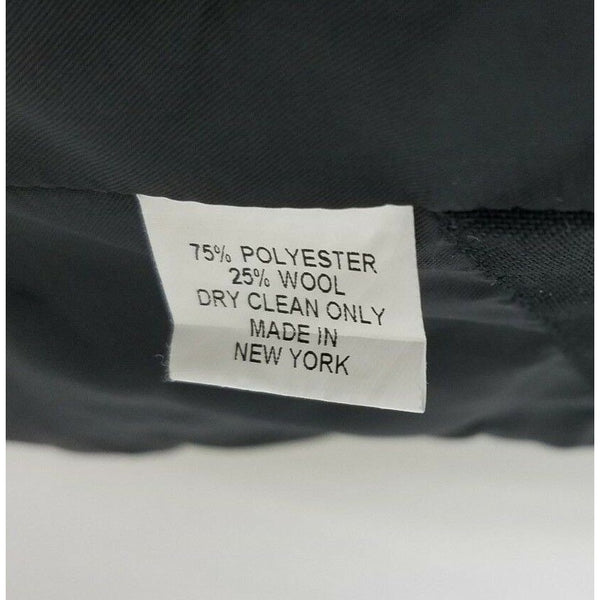 75% POLYESTER
25% WOOL
DRY CLEAN ONLY
MADE IN
NEW YORK